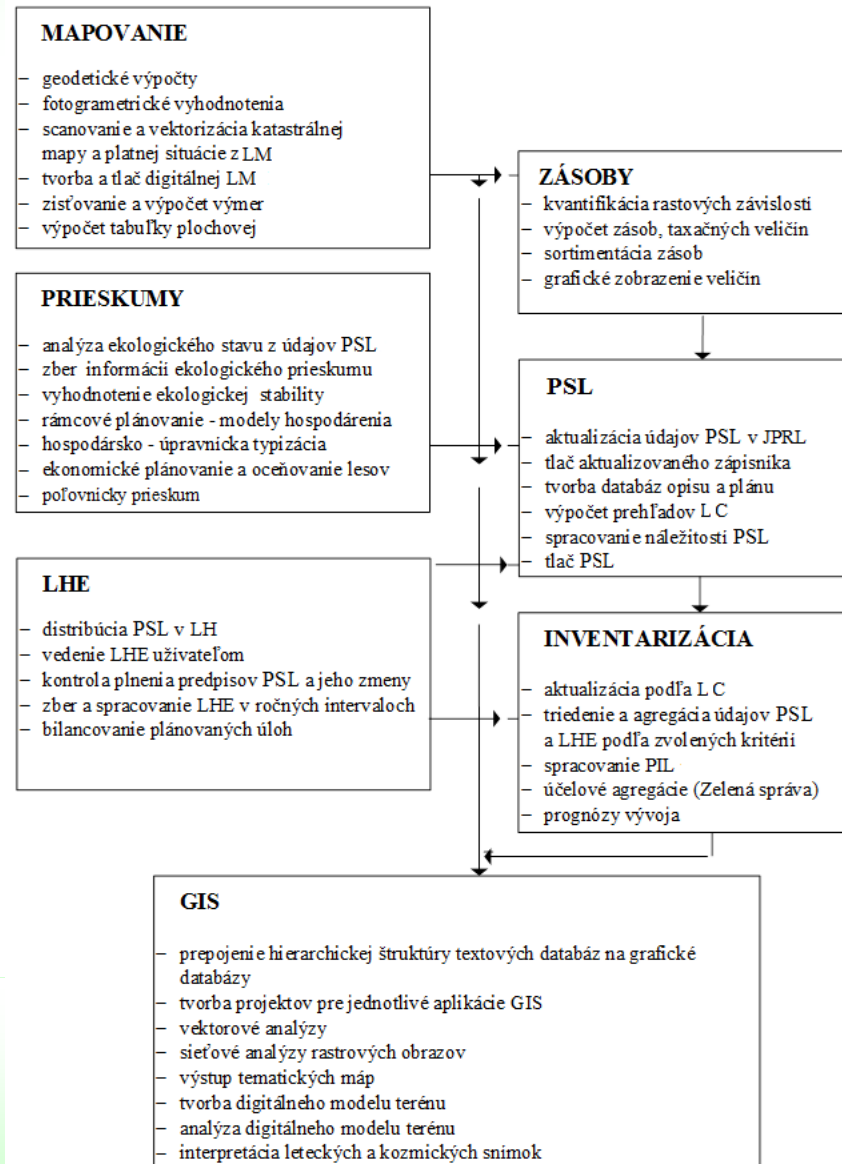 MAPOVANIE
– geodetické výpočty
– fotogrametrické vyhodnotenia
– scanovanie a vektorizácia katastrálnej
mapy a platnej situácie z LM
– tvorba a tlač digitálnej LM
– zisťovanie a výpočet výmer
– výpočet tabuľky plochovej
ZÁSOBY
– kvantifikácia rastových závislostí
– výpočet zásob, taxačných veličín
– sortimentácia zásob
– grafické zobrazenie veličín
PRIESKUMY
– analýza ekologického stavu z údajov PSL
– zber informácii ekologického prieskumu
– vyhodnotenie ekologickej stability
– rámcové plánovanie - modely hospodárenia
– hospodársko - úpravnícka typizácia
– ekonomické plánovanie a oceňovanie lesov
– poľovnícky prieskum
PSL
– aktualizácia údajov PSL v JPRL
– tlač aktualizovaného zápisníka
– tvorba databáz opisu a plánu
– výpočet prehľadov L C
– spracovanie náležitostí PSL
– tlač PSL
LHE
– distribúcia PSL v LH
– vedenie LHE užívateľom
– kontrola plnenia predpisov PSL a jeho zmeny
– zber a spracovanie LHE v ročných intervaloch
– bilancovanie plánovaných úloh
INVENTARIZÁCIA
– aktualizácia podľa L C
– triedenie a agregácia údajov PSL
a LHE podľa zvolených kritérií
– spracovanie PIL
– účelové agregácie (Zelená správa)
– prognózy vývoja
GIS
– prepojenie hierarchickej štruktúry textových databáz na grafické
databázy
– tvorba projektov pre jednotlivé aplikácie GIS
– vektorové analýzy
– sieťové analýzy rastrových obrazov
– výstup tematických máp
– tvorba digitálneho modelu terénu
– analýza digitálneho modelu terénu
– interpretácia leteckých a kozmických snímok